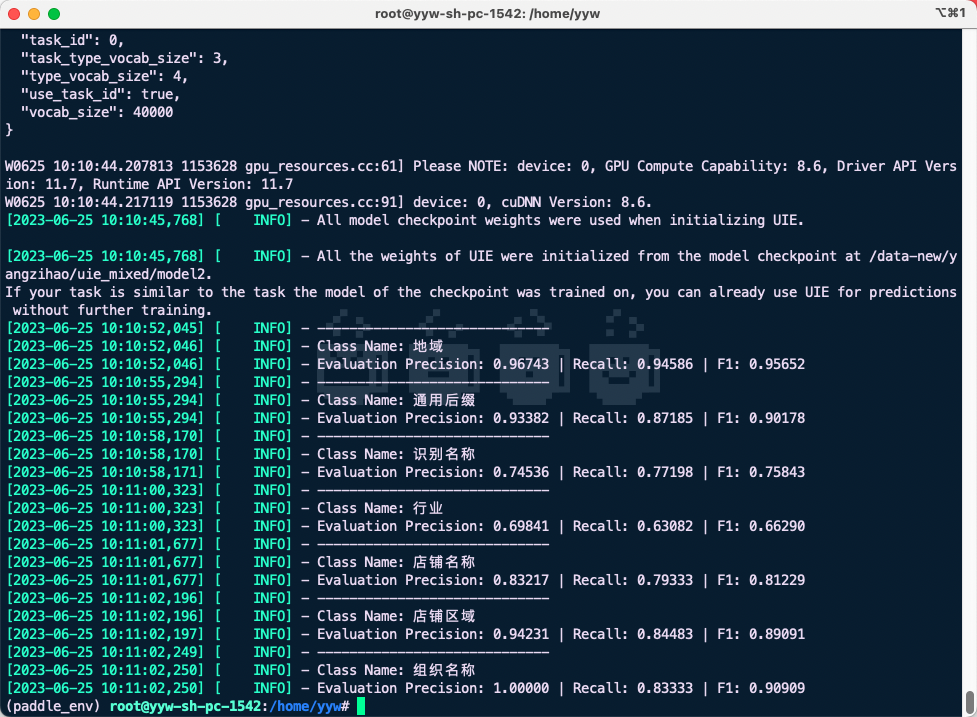 root@yyw-sh-pc-1542: /home/yyw
⌥⌘1
"task_id": 0,
"task_type_vocab_size": 3,
"type_vocab_size": 4,
"use_task_id": true,
"vocab_size": 40000
}
W0625 10:10:44.207813 1153628 gpu_resources.cc:61] Please NOTE: device: 0, GPU Compute Capability: 8.6, Driver API Vers
ion: 11.7, Runtime API Version: 11.7
W0625 10:10:44.217119 1153628 gpu_resources.cc:91] device: 0, cuDNN Version: 8.6.
[2023-06-25 10:10:45,768] [    INFO] - All model checkpoint weights were used when initializing UIE.
[2023-06-25 10:10:45,768] [    INFO] - All the weights of UIE were initialized from the model checkpoint at /data-new/y
angzihao/uie_mixed/model2.
If your task is similar to the task the model of the checkpoint was trained on, you can already use UIE for predictions
 without further training.
[2023-06-25 10:10:52,045] [    INFO] - -----------------------------
[2023-06-25 10:10:52,046] [    INFO] - Class Name: 地域
[2023-06-25 10:10:52,046] [    INFO] - Evaluation Precision: 0.96743 | Recall: 0.94586 | F1: 0.95652
[2023-06-25 10:10:55,294] [    INFO] - -----------------------------
[2023-06-25 10:10:55,294] [    INFO] - Class Name: 通用后缀
[2023-06-25 10:10:55,294] [    INFO] - Evaluation Precision: 0.93382 | Recall: 0.87185 | F1: 0.90178
[2023-06-25 10:10:58,170] [    INFO] - -----------------------------
[2023-06-25 10:10:58,170] [    INFO] - Class Name: 识别名称
[2023-06-25 10:10:58,171] [    INFO] - Evaluation Precision: 0.74536 | Recall: 0.77198 | F1: 0.75843
[2023-06-25 10:11:00,323] [    INFO] - -----------------------------
[2023-06-25 10:11:00,323] [    INFO] - Class Name: 行业
[2023-06-25 10:11:00,323] [    INFO] - Evaluation Precision: 0.69841 | Recall: 0.63082 | F1: 0.66290
[2023-06-25 10:11:01,677] [    INFO] - -----------------------------
[2023-06-25 10:11:01,677] [    INFO] - Class Name: 店铺名称
[2023-06-25 10:11:01,677] [    INFO] - Evaluation Precision: 0.83217 | Recall: 0.79333 | F1: 0.81229
[2023-06-25 10:11:02,196] [    INFO] - -----------------------------
[2023-06-25 10:11:02,196] [    INFO] - Class Name: 店铺区域
[2023-06-25 10:11:02,197] [    INFO] - Evaluation Precision: 0.94231 | Recall: 0.84483 | F1: 0.89091
[2023-06-25 10:11:02,249] [    INFO] - -----------------------------
[2023-06-25 10:11:02,250] [    INFO] - Class Name: 组织名称
[2023-06-25 10:11:02,250] [    INFO] - Evaluation Precision: 1.00000 | Recall: 0.83333 | F1: 0.90909
(paddle_env) root@yyw-sh-pc-1542:/home/yyw#